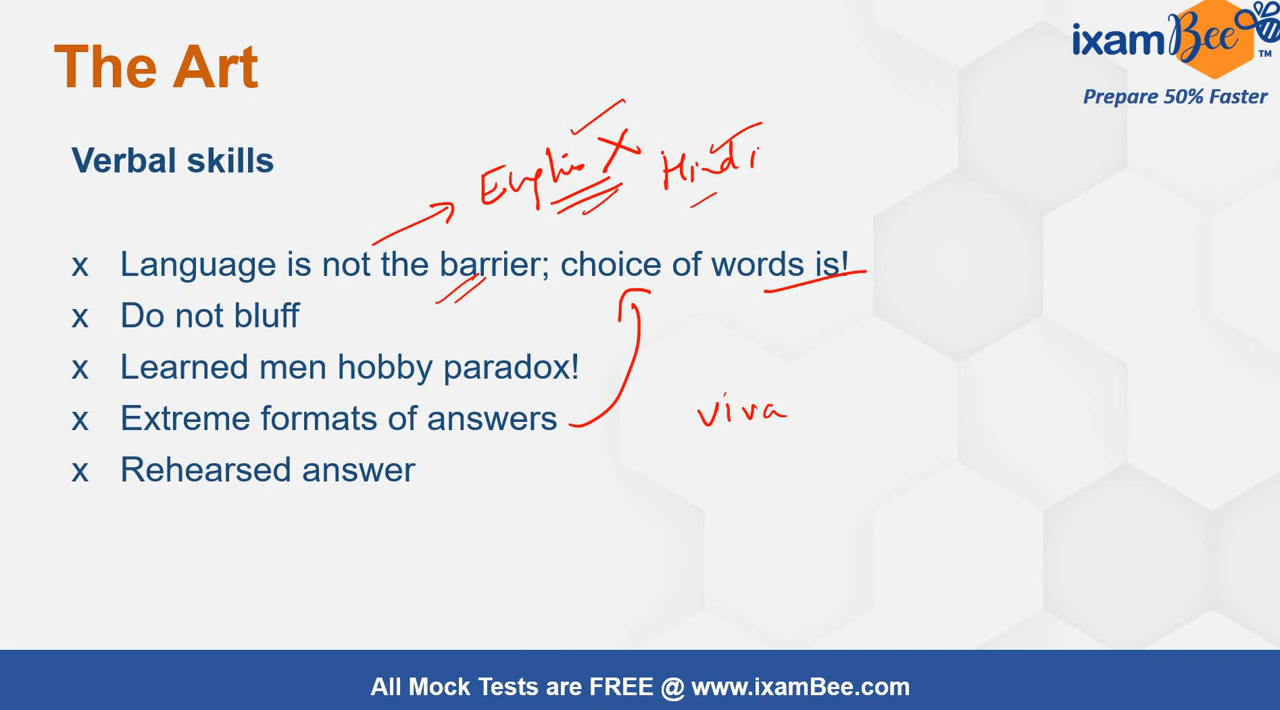 The Art
ixamBee™
Prepare 50% Faster
Verbal skills
English X Hindi
x Language is not the barrier; choice of words is!
x Do not bluff
x Learned men hobby paradox!
x Extreme formats of answers
viva
x Rehearsed answer
All Mock Tests are FREE @ www.ixamBee.com